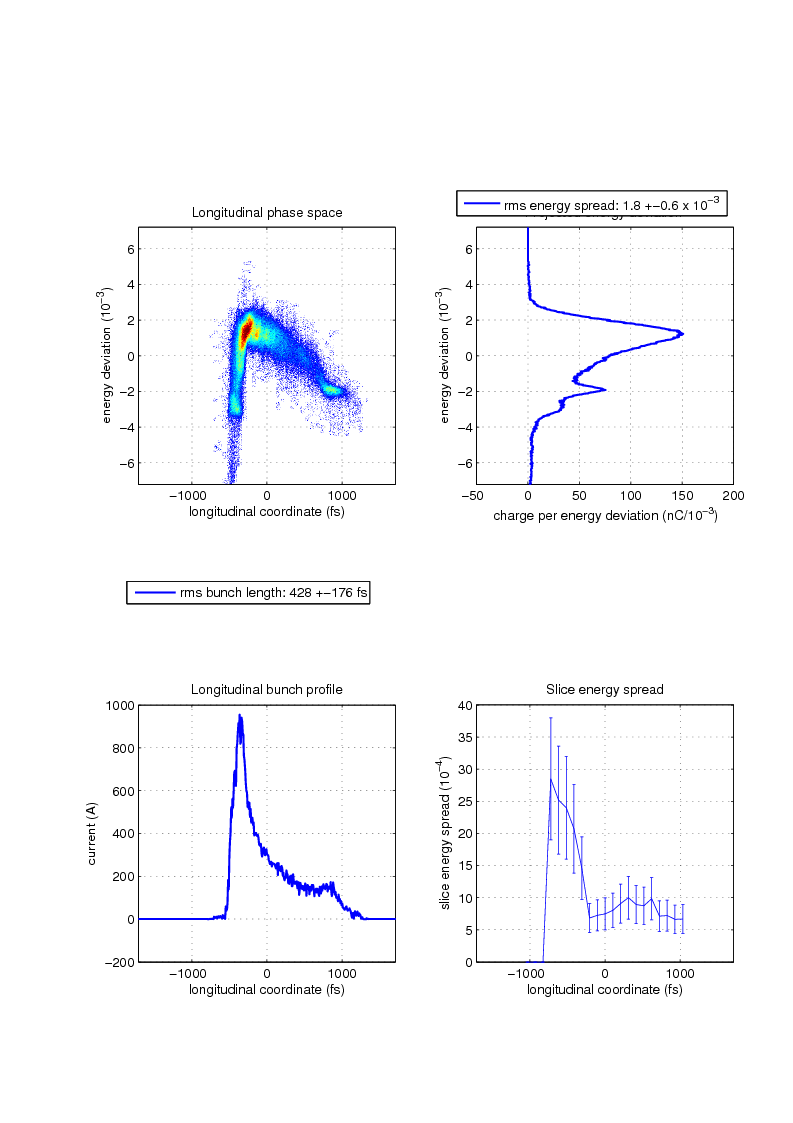 Longitudinal phase space
energy deviation (10⁻³)
6
4
2
0
−2
−4
−6
−1000 0 1000
longitudinal coordinate (fs)
rms energy spread: 1.8 +−0.6 x 10⁻³
energy deviation (10⁻³)
6
4
2
0
−2
−4
−6
−50 0 50 100 150 200
charge per energy deviation (nC/10⁻³)
rms bunch length: 428 +−176 fs
Longitudinal bunch profile
current (A)
1000
800
600
400
200
0
−200
−1000 0 1000
longitudinal coordinate (fs)
Slice energy spread
slice energy spread (10⁻⁴)
40
35
30
25
20
15
10
5
0
−1000 0 1000
longitudinal coordinate (fs)